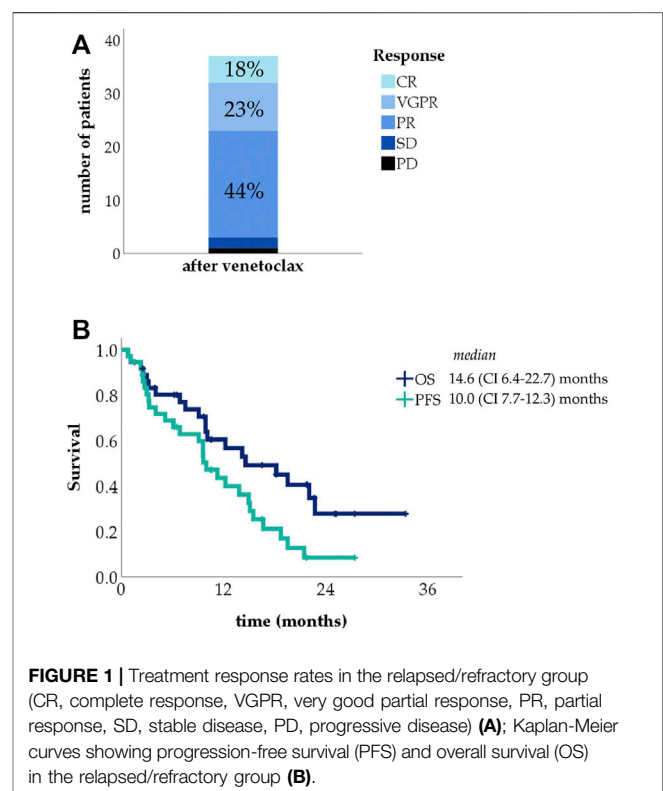 A
number of patients
40
30
20
10
0
18%
23%
44%
after venetoclax
Response
CR
VGPR
PR
SD
PD
B
Survival
1.0
0.8
0.6
0.4
0.2
0.0
0
12
24
36
time (months)
median
OS 14.6 (CI 6.4-22.7) months
PFS 10.0 (CI 7.7-12.3) months
FIGURE 1 | Treatment response rates in the relapsed/refractory group
(CR, complete response, VGPR, very good partial response, PR, partial
response, SD, stable disease, PD, progressive disease) (A); Kaplan-Meier
curves showing progression-free survival (PFS) and overall survival (OS)
in the relapsed/refractory group (B).